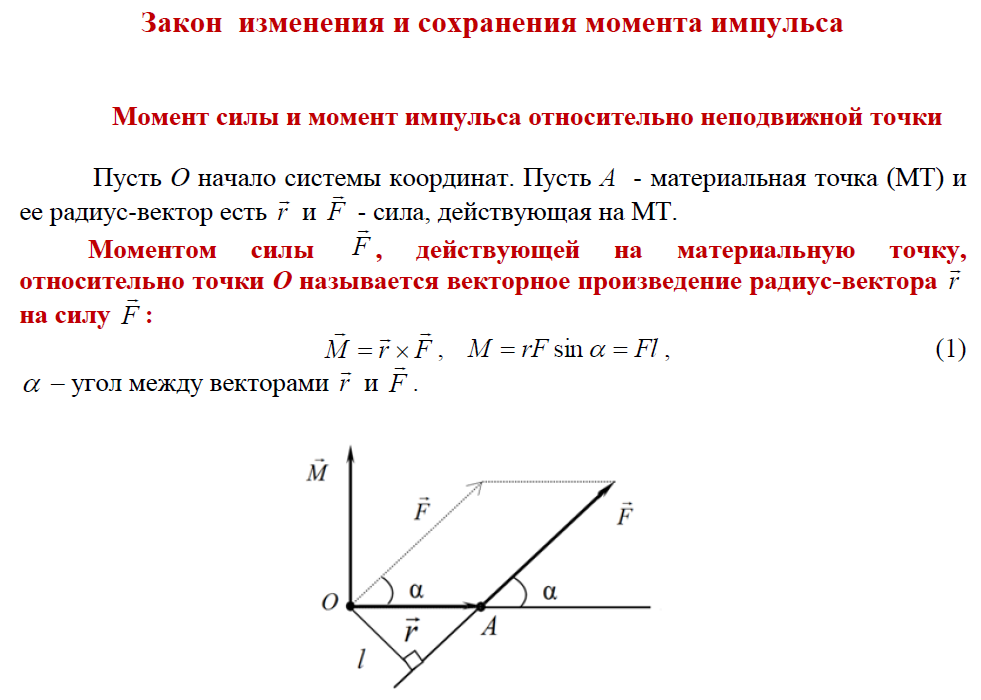 Закон изменения и сохранения момента импульса
Момент силы и момент импульса относительно неподвижной точки
Пусть O начало системы координат. Пусть A - материальная точка (МТ) и
ее радиус-вектор есть r⃗ и F⃗ - сила, действующая на МТ.
Моментом силы F⃗, действующей на материальную точку,
относительно точки O называется векторное произведение радиус-вектора r⃗
на силу F⃗ :
M⃗ = r⃗ × F⃗, M = rF sin α = Fl, (1)
α – угол между векторами r⃗ и F⃗.
M⃗
F⃗
F⃗
α
α
O
r⃗
A
l